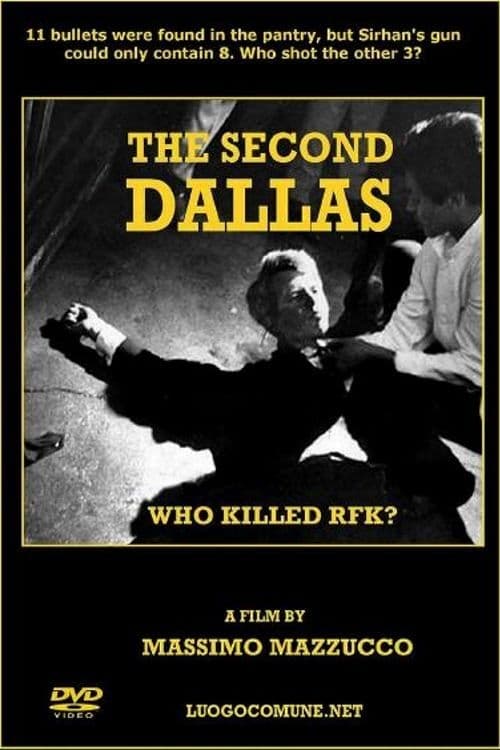 11 bullets were found in the pantry, but Sirhan's gun
could only contain 8. Who shot the other 3?
THE SECOND
DALLAS
WHO KILLED RFK?
A FILM BY
MASSIMO MAZZUCCO
DVD
VIDEO
LUOGOCOMUNE.NET